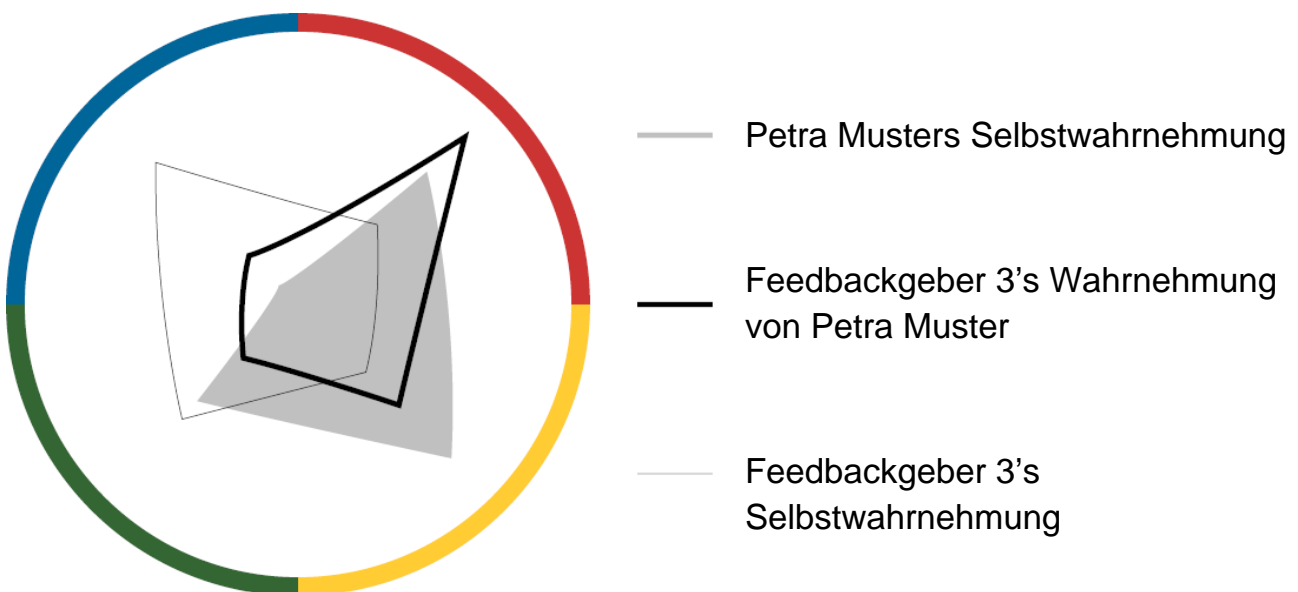 Petra Musters Selbstwahrnehmung
Feedbackgeber 3’s Wahrnehmung
von Petra Muster
Feedbackgeber 3’s
Selbstwahrnehmung